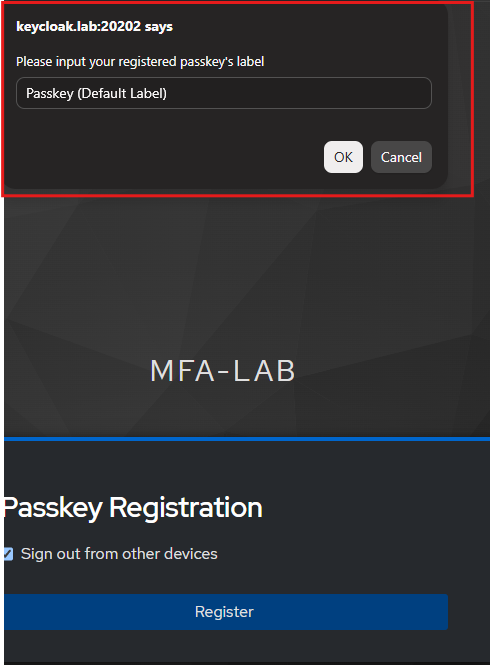 keycloak.lab:20202 says
Please input your registered passkey's label
Passkey (Default Label)
OK Cancel
MFA-LAB
Passkey Registration
Sign out from other devices
Register